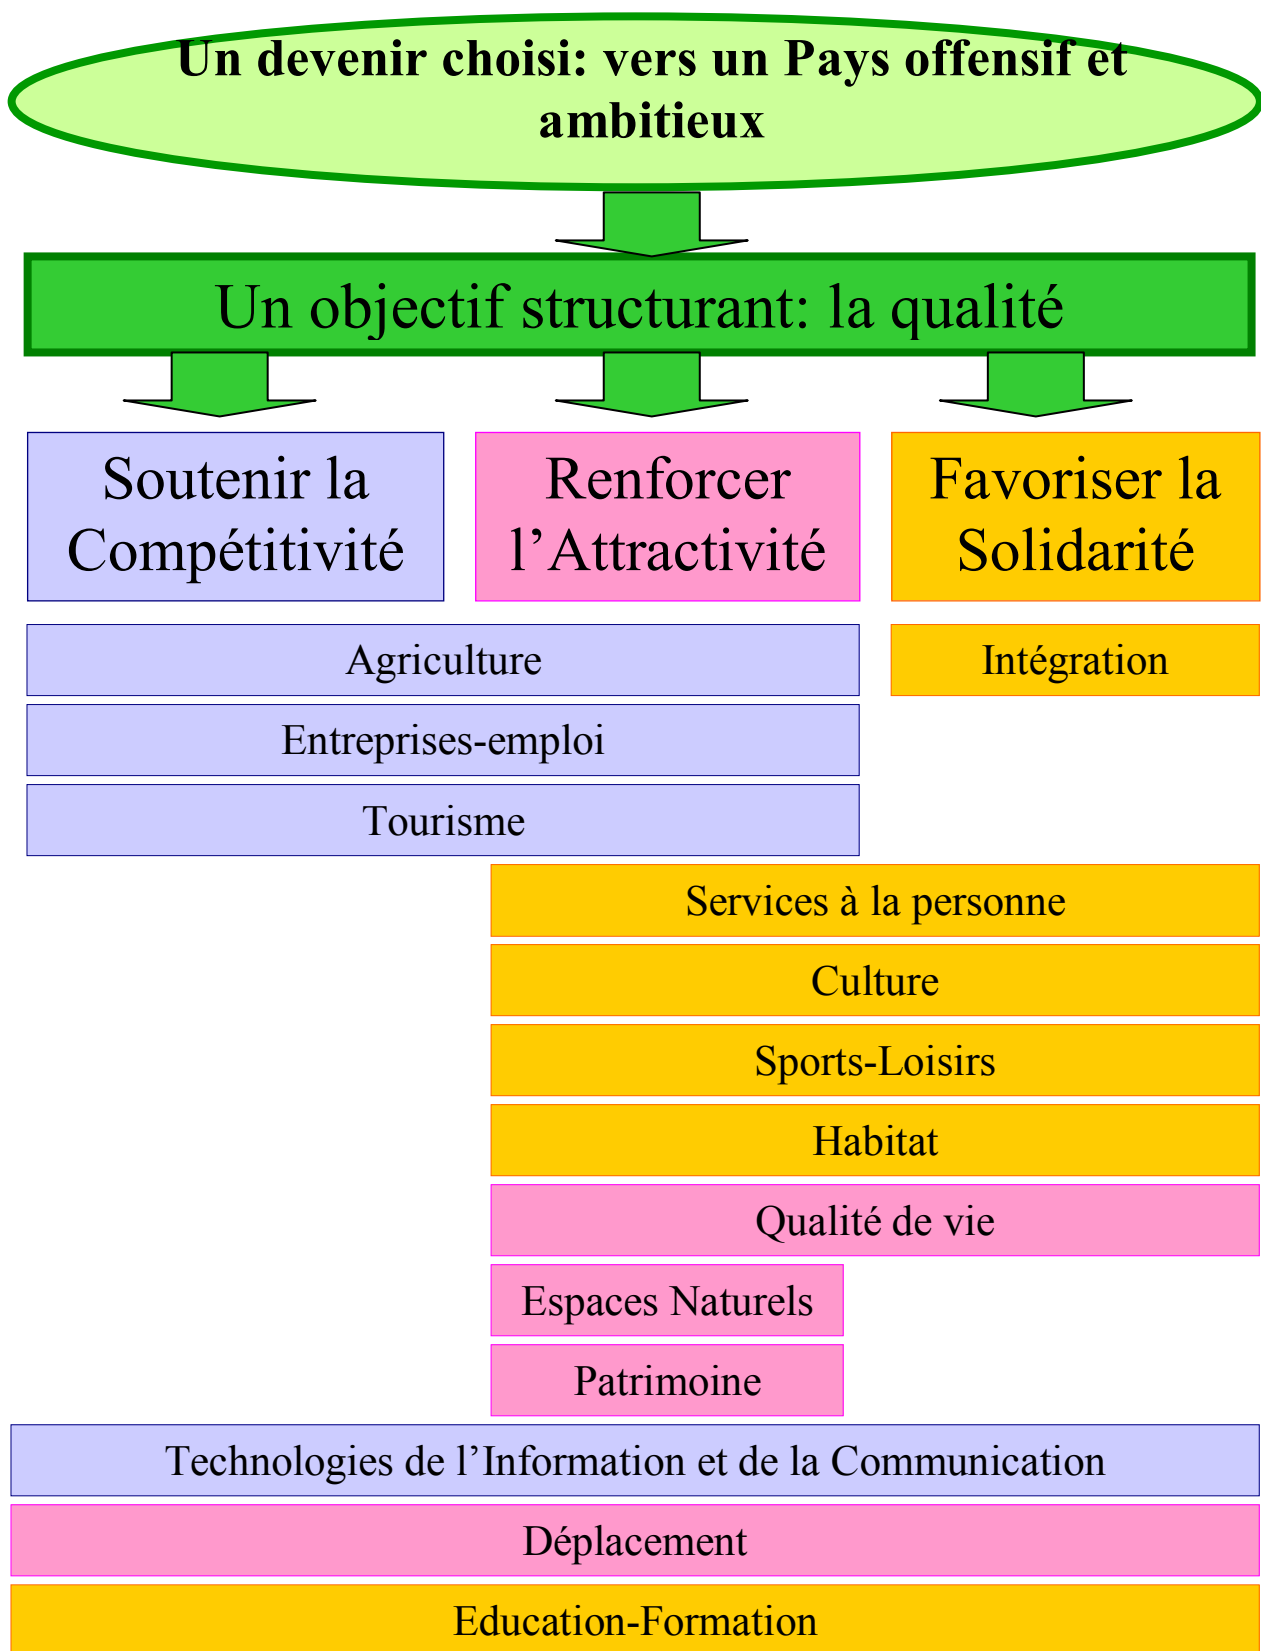 Un devenir choisi: vers un Pays offensif et
ambitieux
Un objectif structurant: la qualité
Soutenir la
Compétitivité
Renforcer
l’Attractivité
Favoriser la
Solidarité
Agriculture
Intégration
Entreprises-emploi
Tourisme
Services à la personne
Culture
Sports-Loisirs
Habitat
Qualité de vie
Espaces Naturels
Patrimoine
Technologies de l’Information et de la Communication
Déplacement
Education-Formation